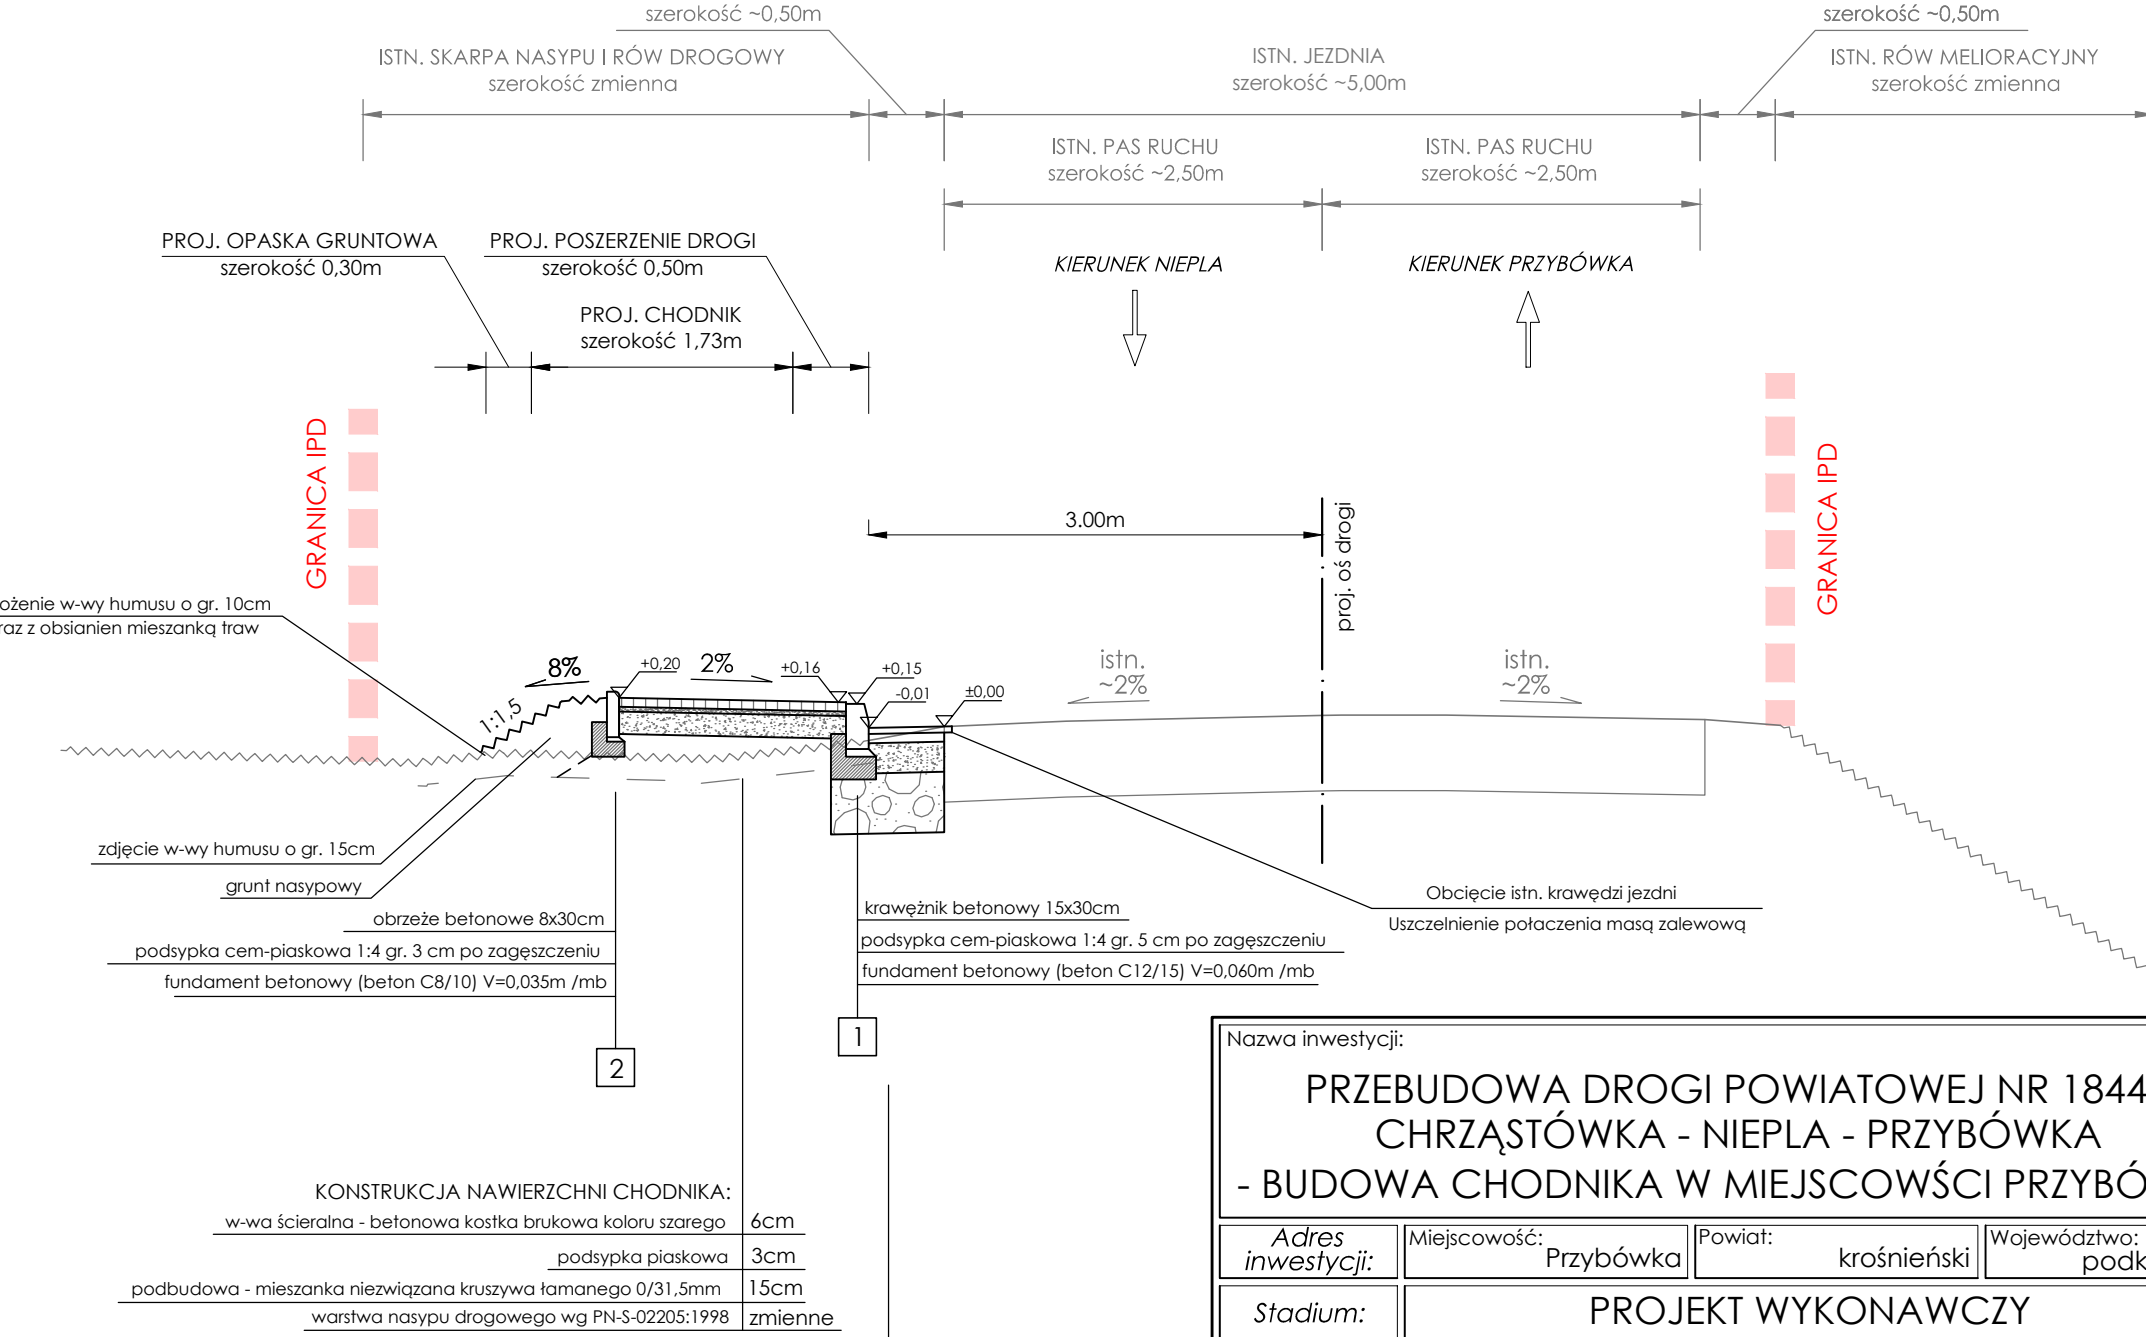 szerokość ~0,50m
szerokość ~0,50m
ISTN. SKARPA NASYPU I RÓW DROGOWY
szerokość zmienna
ISTN. JEZDNIA
szerokość ~5,00m
ISTN. RÓW MELIORACYJNY
szerokość zmienna
ISTN. PAS RUCHU
szerokość ~2,50m
ISTN. PAS RUCHU
szerokość ~2,50m
PROJ. OPASKA GRUNTOWA
szerokość 0,30m
PROJ. POSZERZENIE DROGI
szerokość 0,50m
KIERUNEK NIEPLA
KIERUNEK PRZYBÓWKA
PROJ. CHODNIK
szerokość 1,73m
GRANICA IPD
GRANICA IPD
3.00m
proj. oś drogi
w-wy humusu o gr. 10cm
z obsianien mieszanką traw
8%
+0,20
2%
+0,16
+0,15
-0,01
±0,00
istn.
~2%
istn.
~2%
1:1,5
zdjęcie w-wy humusu o gr. 15cm
grunt nasypowy
obrzeże betonowe 8x30cm
podsypka cem-piaskowa 1:4 gr. 3 cm po zagęszczeniu
fundament betonowy (beton C8/10) V=0,035m /mb
krawężnik betonowy 15x30cm
podsypka cem-piaskowa 1:4 gr. 5 cm po zagęszczeniu
fundament betonowy (beton C12/15) V=0,060m /mb
Obcięcie istn. krawędzi jezdni
Uszczelnienie połaczenia masą zalewową
1
2
KONSTRUKCJA NAWIERZCHNI CHODNIKA:
w-wa ścieralna - betonowa kostka brukowa koloru szarego 6cm
podsypka piaskowa 3cm
podbudowa - mieszanka niezwiązana kruszywa łamanego 0/31,5mm 15cm
warstwa nasypu drogowego wg PN-S-02205:1998 zmienne
Nazwa inwestycji:
PRZEBUDOWA DROGI POWIATOWEJ NR 1844
CHRZĄSTÓWKA - NIEPLA - PRZYBÓWKA
- BUDOWA CHODNIKA W MIEJSCOWŚCI PRZYBÓ
Adres
inwestycji:
Miejscowość:
Przybówka
Powiat:
krośnieński
Województwo:
podk
Stadium:
PROJEKT WYKONAWCZY